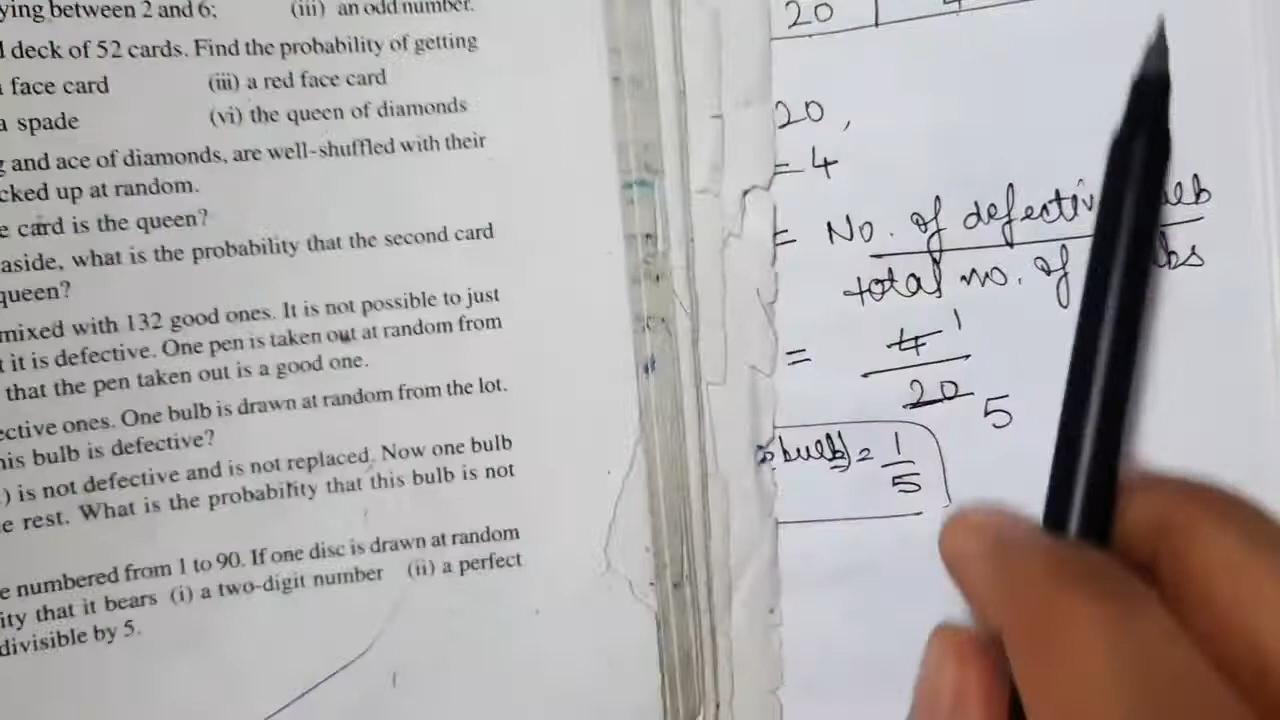 ying between 2 and 6; (iii) an odd number.
deck of 52 cards. Find the probability of getting
face card (iii) a red face card
a spade (vi) the queen of diamonds
and ace of diamonds, are well-shuffled with their
cked up at random.
e card is the queen?
aside, what is the probability that the second card
queen?
mixed with 132 good ones. It is not possible to just
t it is defective. One pen is taken out at random from
that the pen taken out is a good one.
ective ones. One bulb is drawn at random from the lot.
his bulb is defective?
) is not defective and is not replaced. Now one bulb
e rest. What is the probability that this bulb is not
e numbered from 1 to 90. If one disc is drawn at random
ity that it bears (i) a two-digit number (ii) a perfect
divisible by 5.
20
20,
= 4
= No. of defecti
total no. of
= 4 1
20 5
bulb) = 1
5